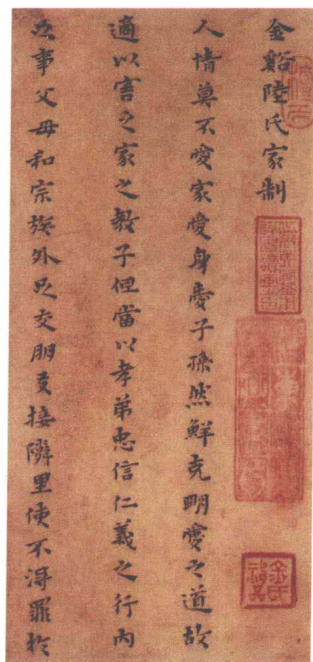 金谿陸氏家制
人情莫不愛家愛身愛子孫然鮮克明愛之道故
適以害之家之教子但當以孝弟忠信仁義之行內
以事父母和宗族外足交朋友接鄰里使不得罪於